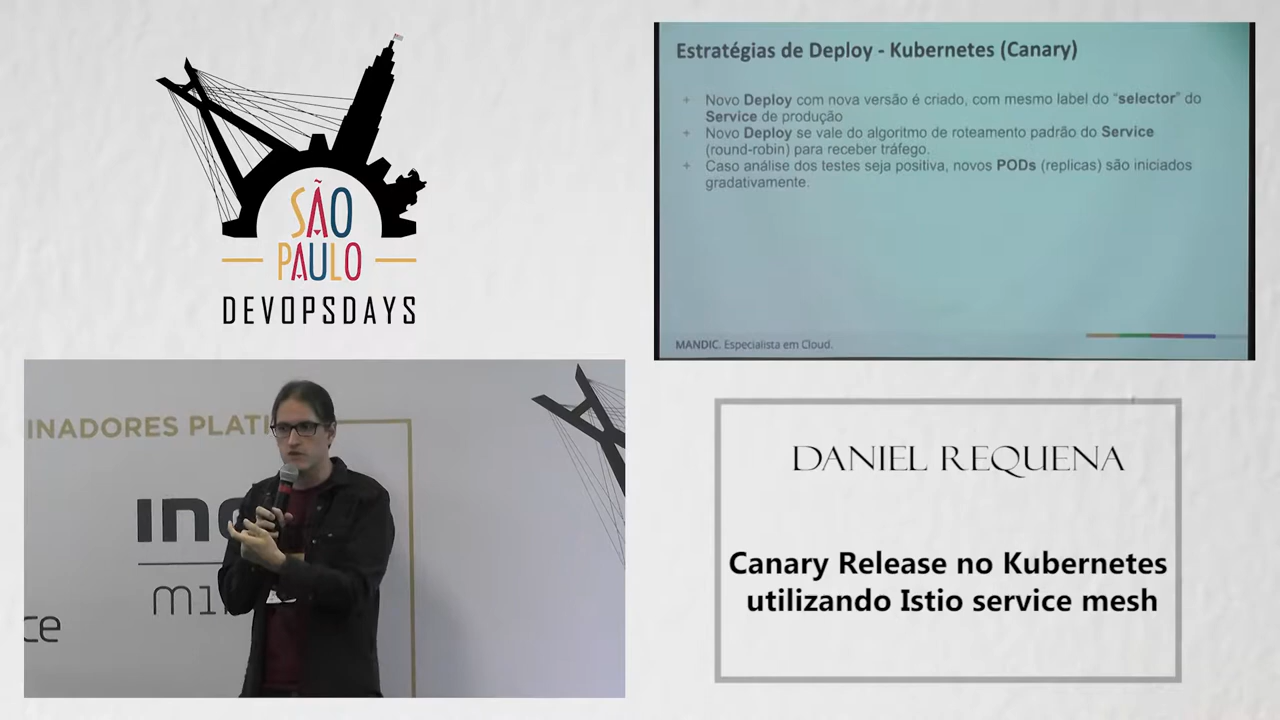 SÃO
PAULO
DEVOPSDAYS
Estratégias de Deploy - Kubernetes (Canary)
+ Novo Deploy com nova versão é criado, com mesmo label do “selector” do
Service de produção
+ Novo Deploy se vale do algoritmo de roteamento padrão do Service
(round-robin) para receber tráfego.
+ Caso análise dos testes seja positiva, novos PODs (replicas) são iniciados
gradativamente.
MANDIC. Especialista em Cloud.
INADORES PLATI
DANIEL REQUENA
Canary Release no Kubernetes
utilizando Istio service mesh